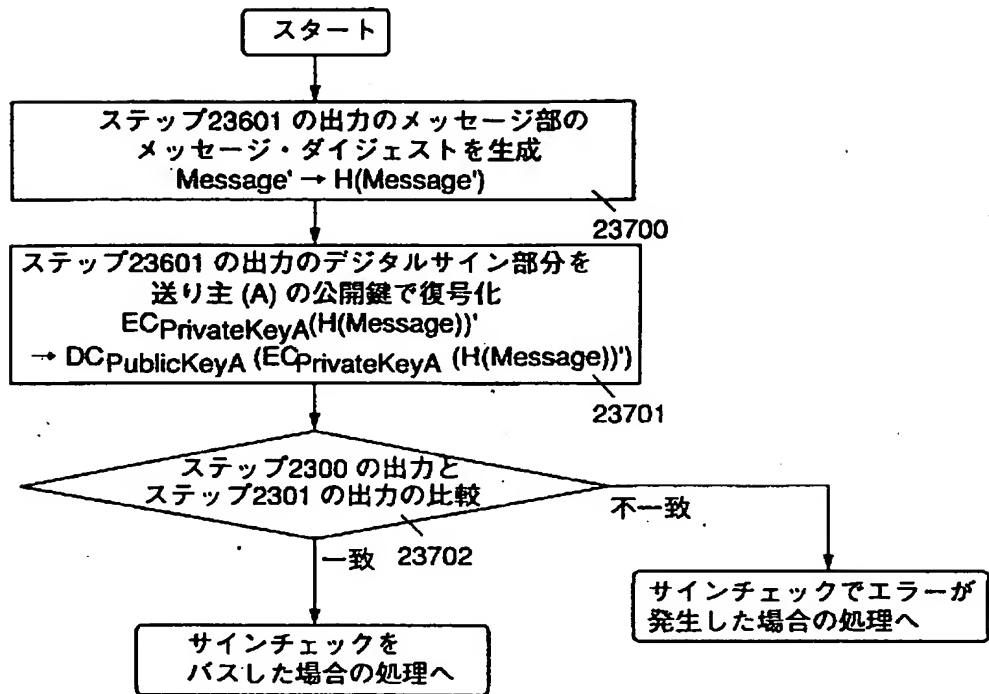 スタート
ステップ23601 の出力のメッセージ部の
メッセージ・ダイジェストを生成
Message' → H(Message')
23700
ステップ23601 の出力のデジタルサイン部分を
送り主 (A) の公開鍵で復号化
ECPrivateKeyA(H(Message))'
→ DCPublicKeyA (ECPrivateKeyA (H(Message))')
23701
ステップ2300 の出力と
ステップ2301 の出力の比較
23702
不一致
一致
サインチェックでエラーが
発生した場合の処理へ
サインチェックを
パスした場合の処理へ